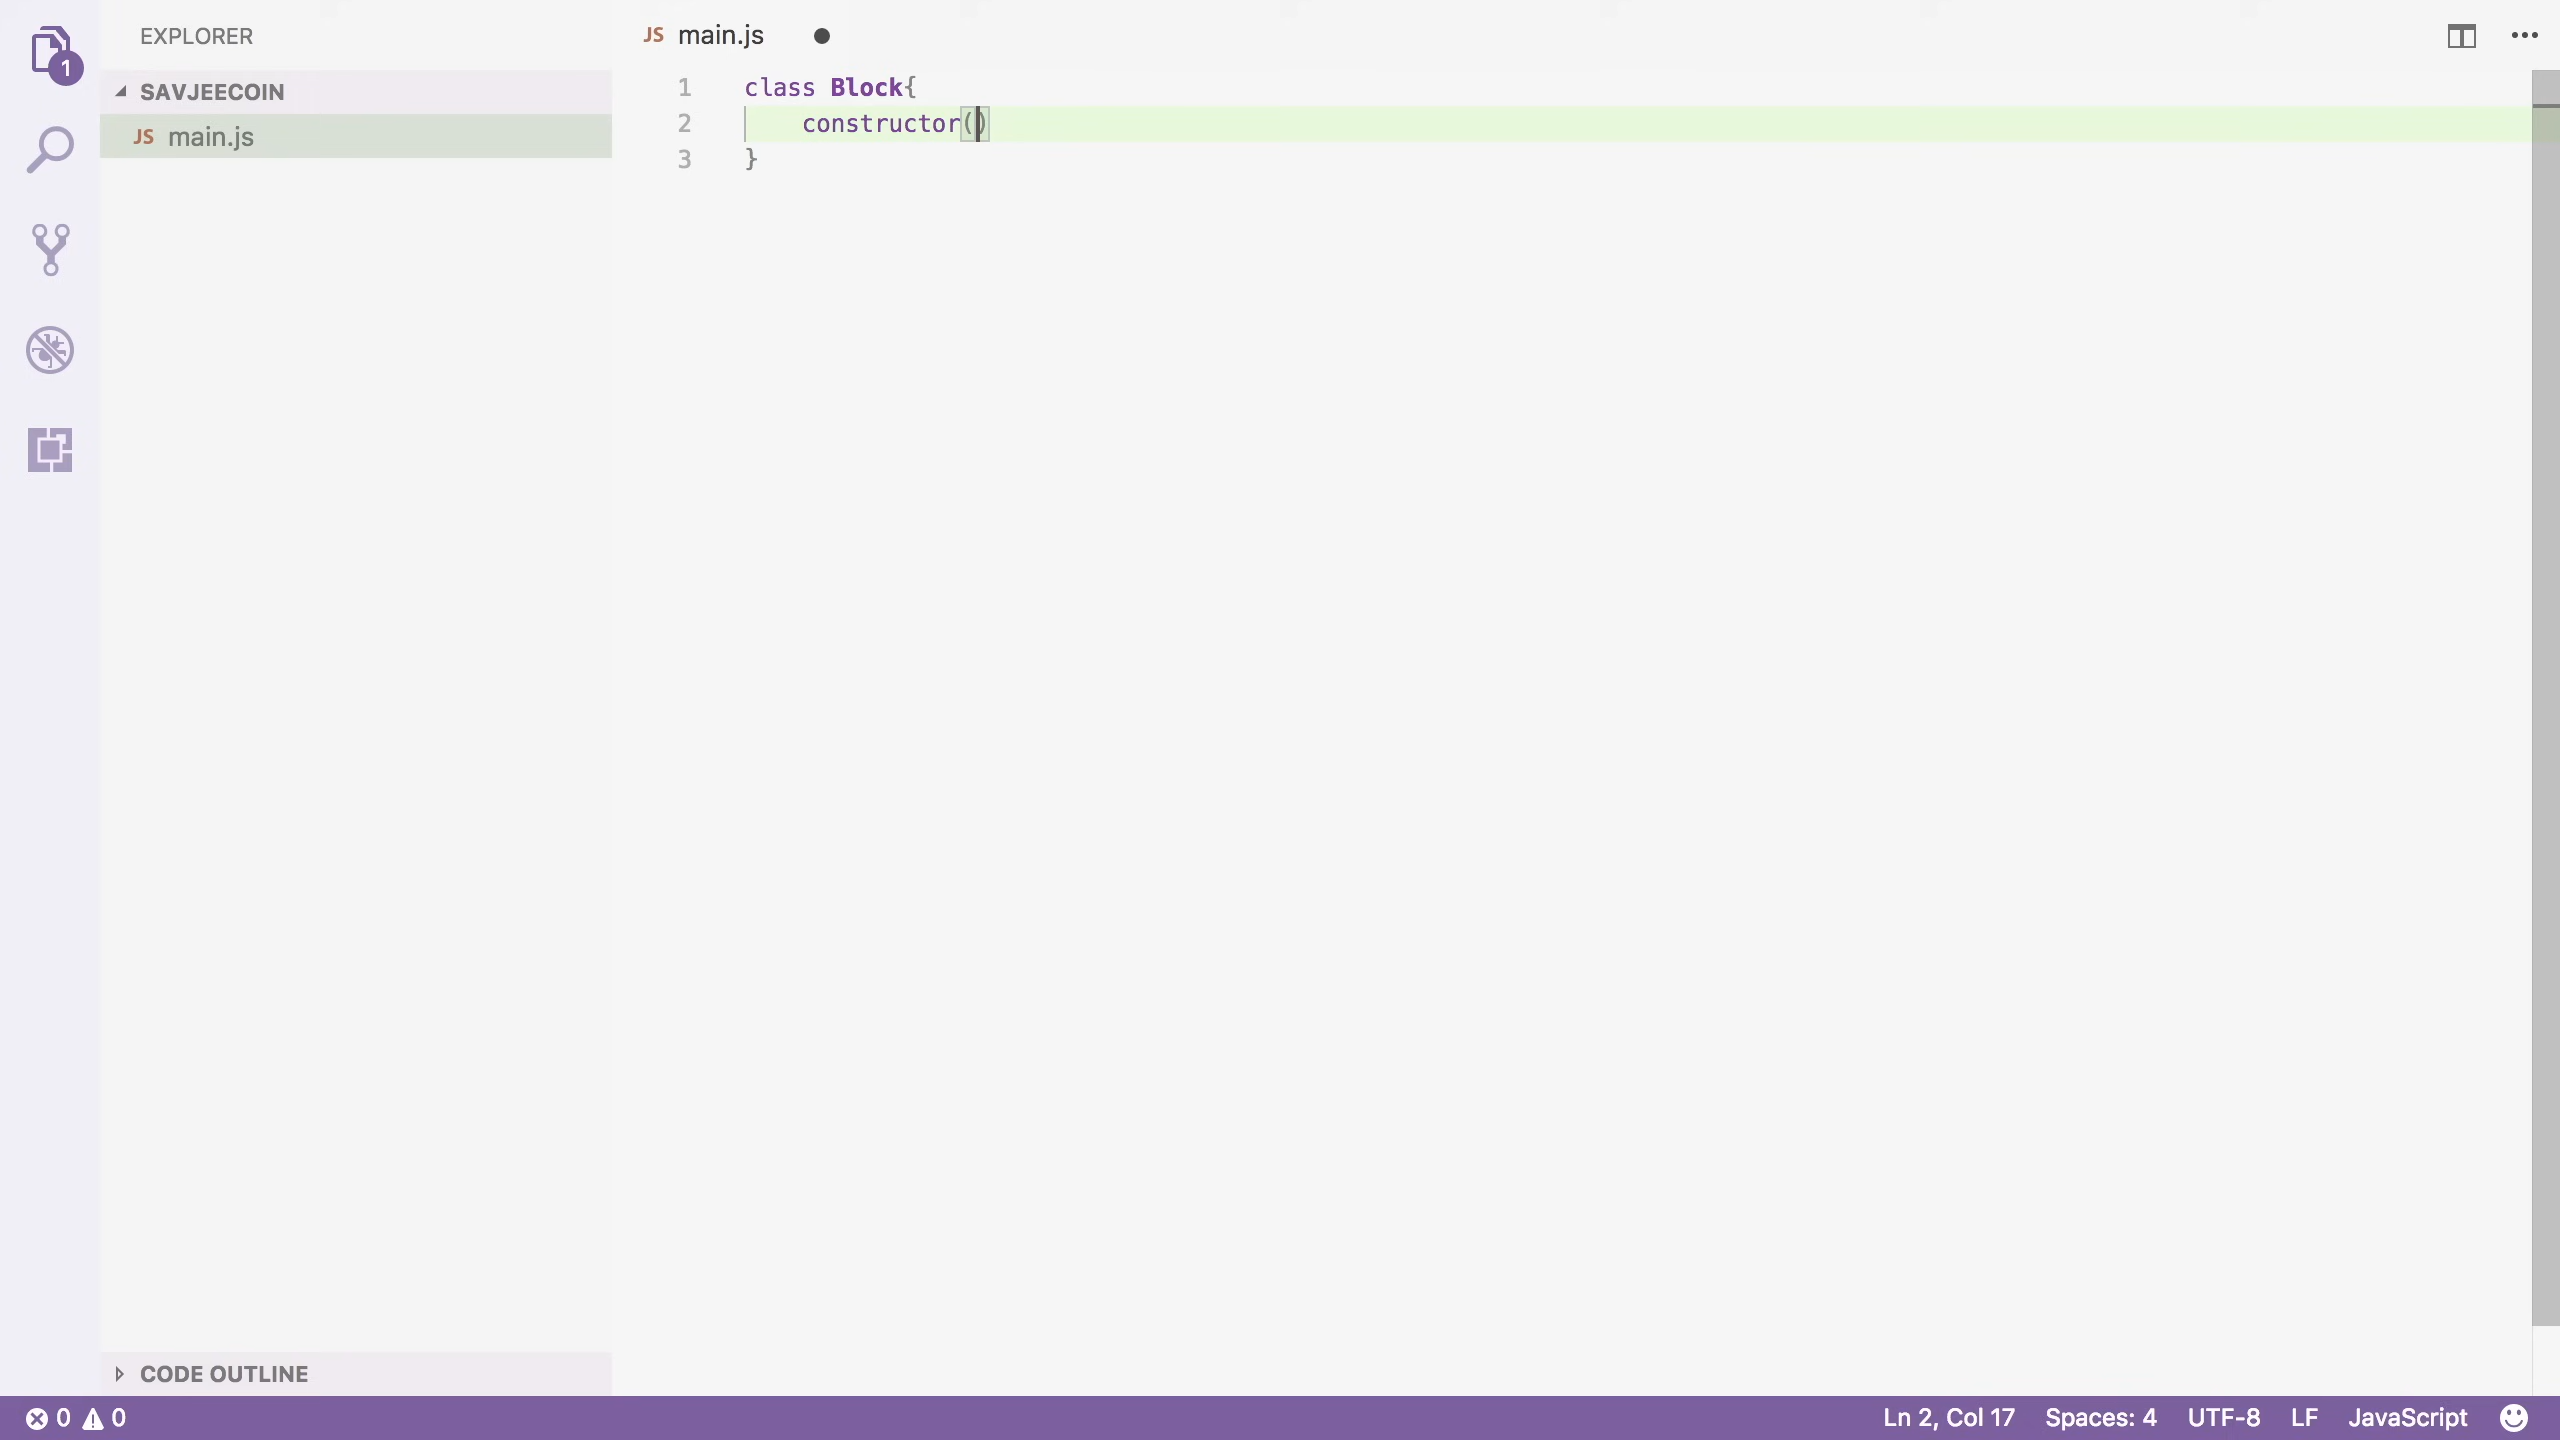 EXPLORER
1
SAVJEECOIN
JS main.js
JS main.js
1 class Block{
2 constructor()
3 }
CODE OUTLINE
0 0
Ln 2, Col 17 Spaces: 4 UTF-8 LF JavaScript